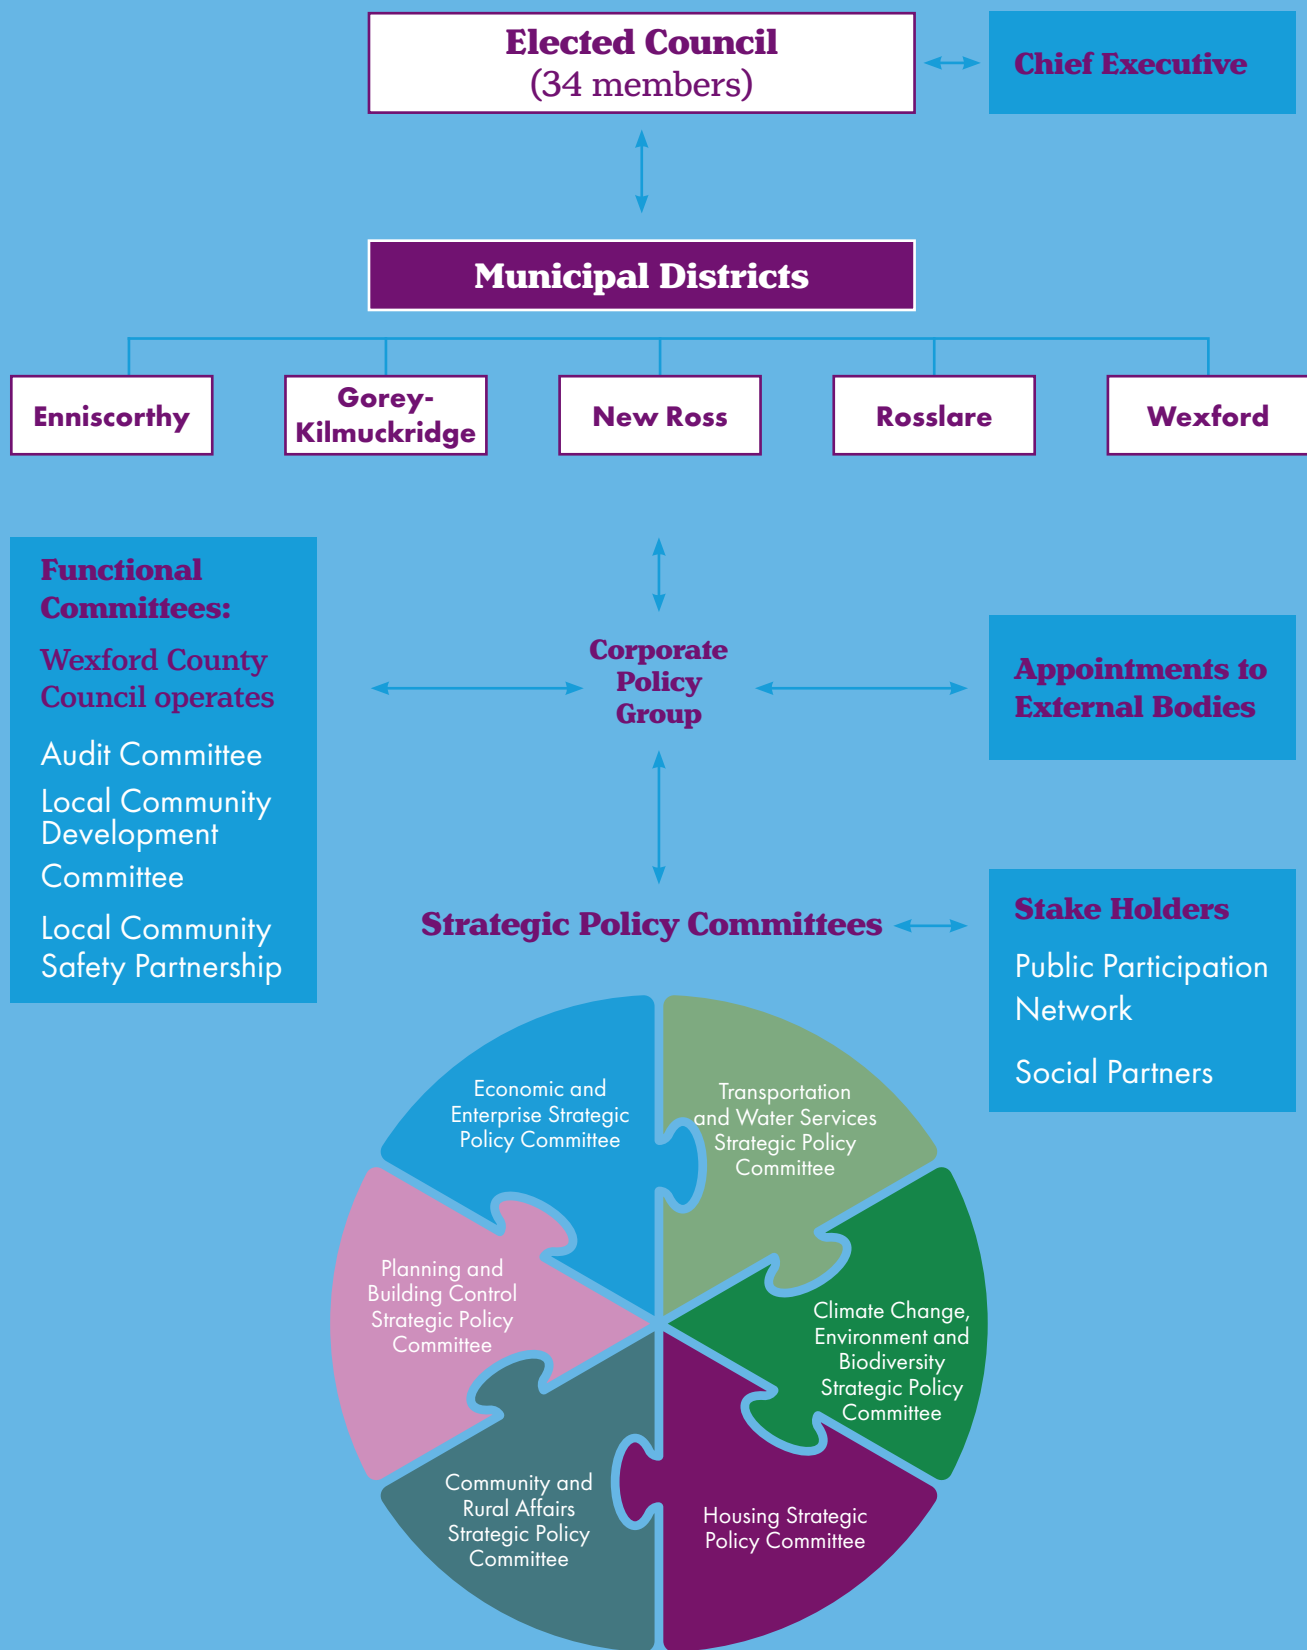 Elected Council
(34 members)
Chief Executive
Municipal Districts
Enniscorthy
Gorey-
Kilmuckridge
New Ross
Rosslare
Wexford
Functional
Committees:
Wexford County
Council operates
Audit Committee
Local Community
Development
Committee
Local Community
Safety Partnership
Corporate
Policy
Group
Appointments to
External Bodies
Strategic Policy Committees
Stake Holders
Public Participation
Network
Social Partners
Economic and
Enterprise Strategic
Policy Committee
Transportation
and Water Services
Strategic Policy
Committee
Planning and
Building Control
Strategic Policy
Committee
Climate Change,
Environment and
Biodiversity
Strategic Policy
Committee
Community and
Rural Affairs
Strategic Policy
Committee
Housing Strategic
Policy Committee